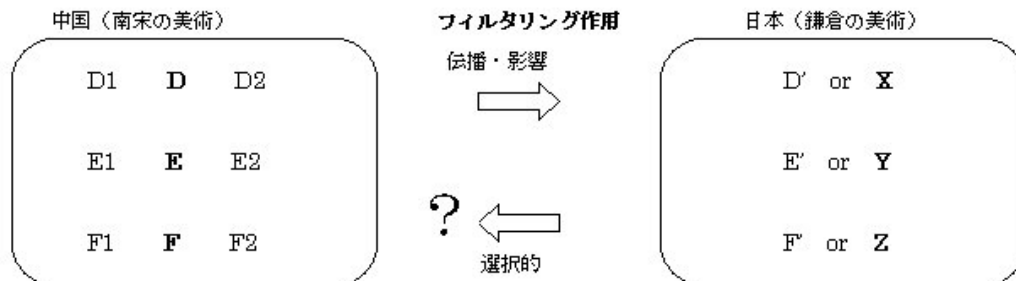 中国（南宋の美術）
フィルタリング作用
日本（鎌倉の美術）
伝播・影響
D1 D D2
D′ or X
E1 E E2
E′ or Y
?
F1 F F2
F′ or Z
選択的